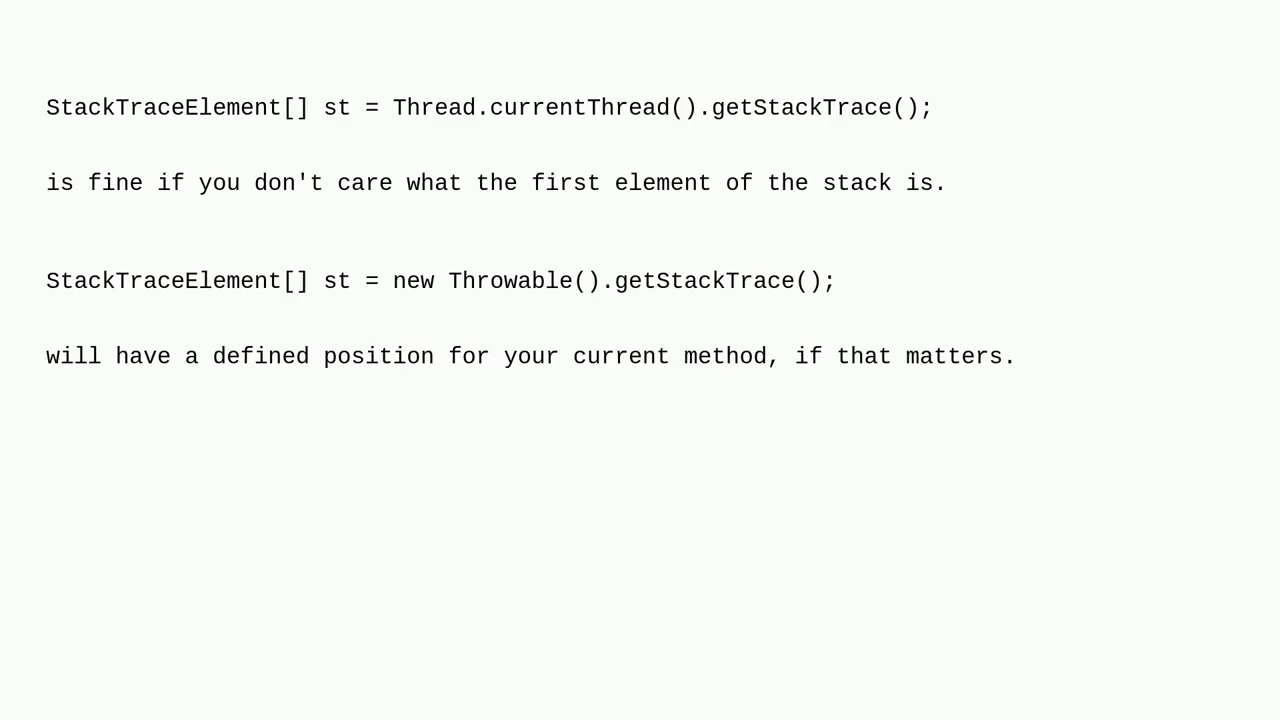 StackTraceElement[] st = Thread.currentThread().getStackTrace();
is fine if you don't care what the first element of the stack is.
StackTraceElement[] st = new Throwable().getStackTrace();
will have a defined position for your current method, if that matters.